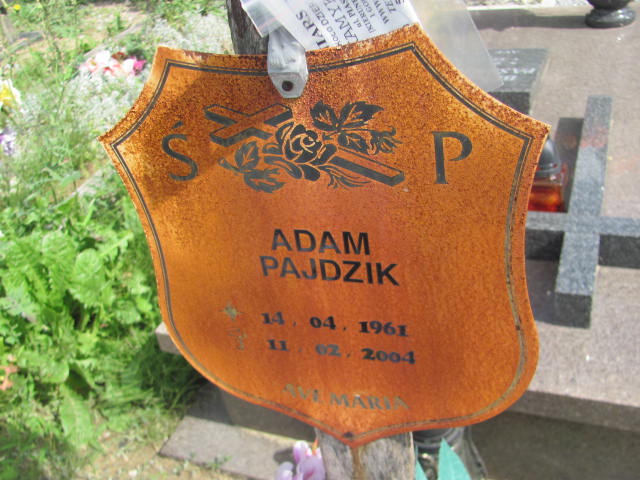 Ś P
ADAM
PAJDZIK
14 . 04 . 1961
11 . 02 . 2004
AVE MARIA